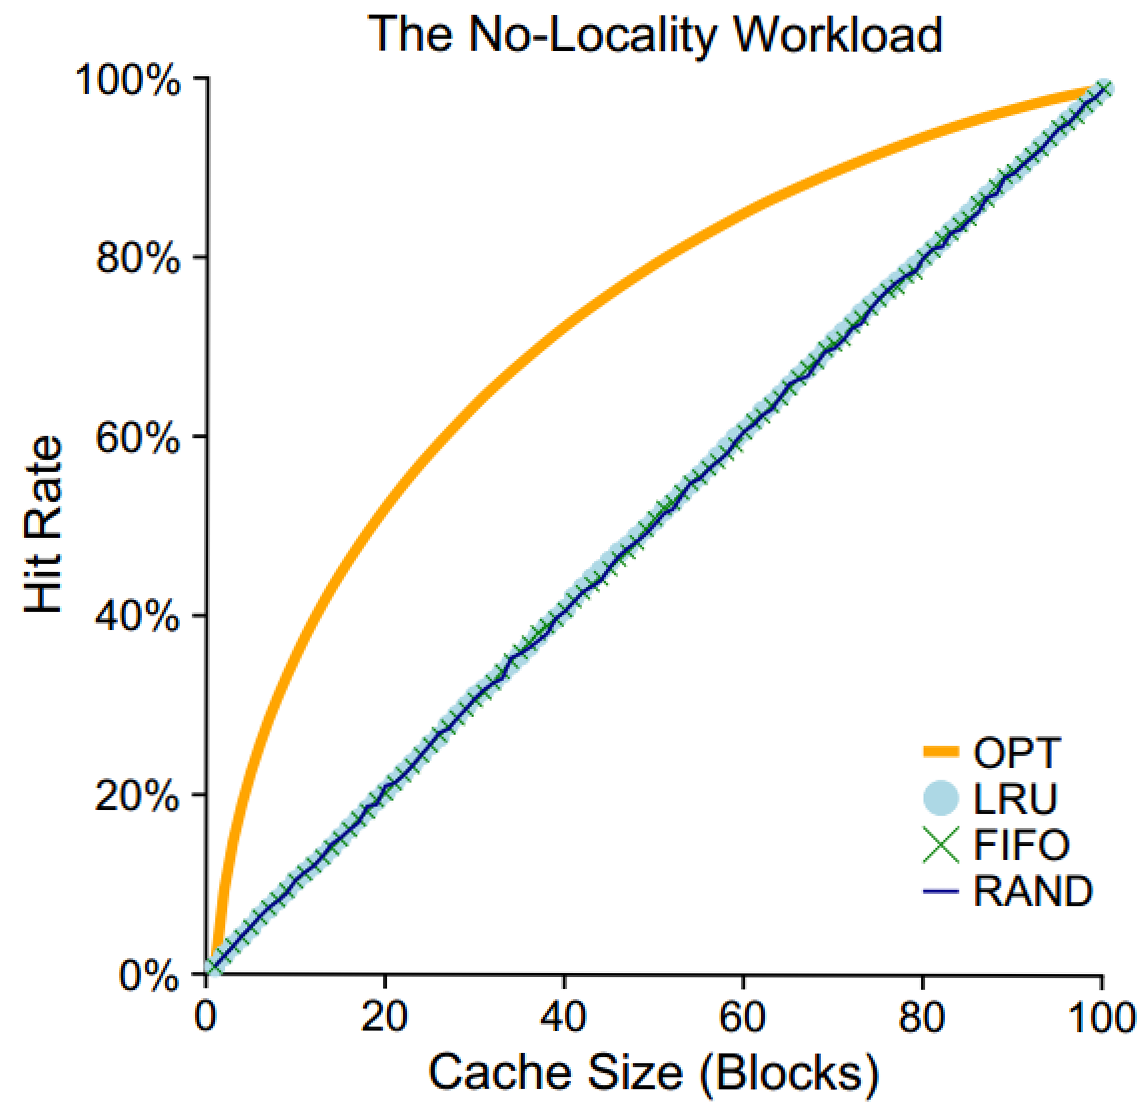 The No-Locality Workload
100%
80%
60%
40%
20%
0%
Hit Rate
0 20 40 60 80 100
Cache Size (Blocks)
OPT
LRU
FIFO
RAND